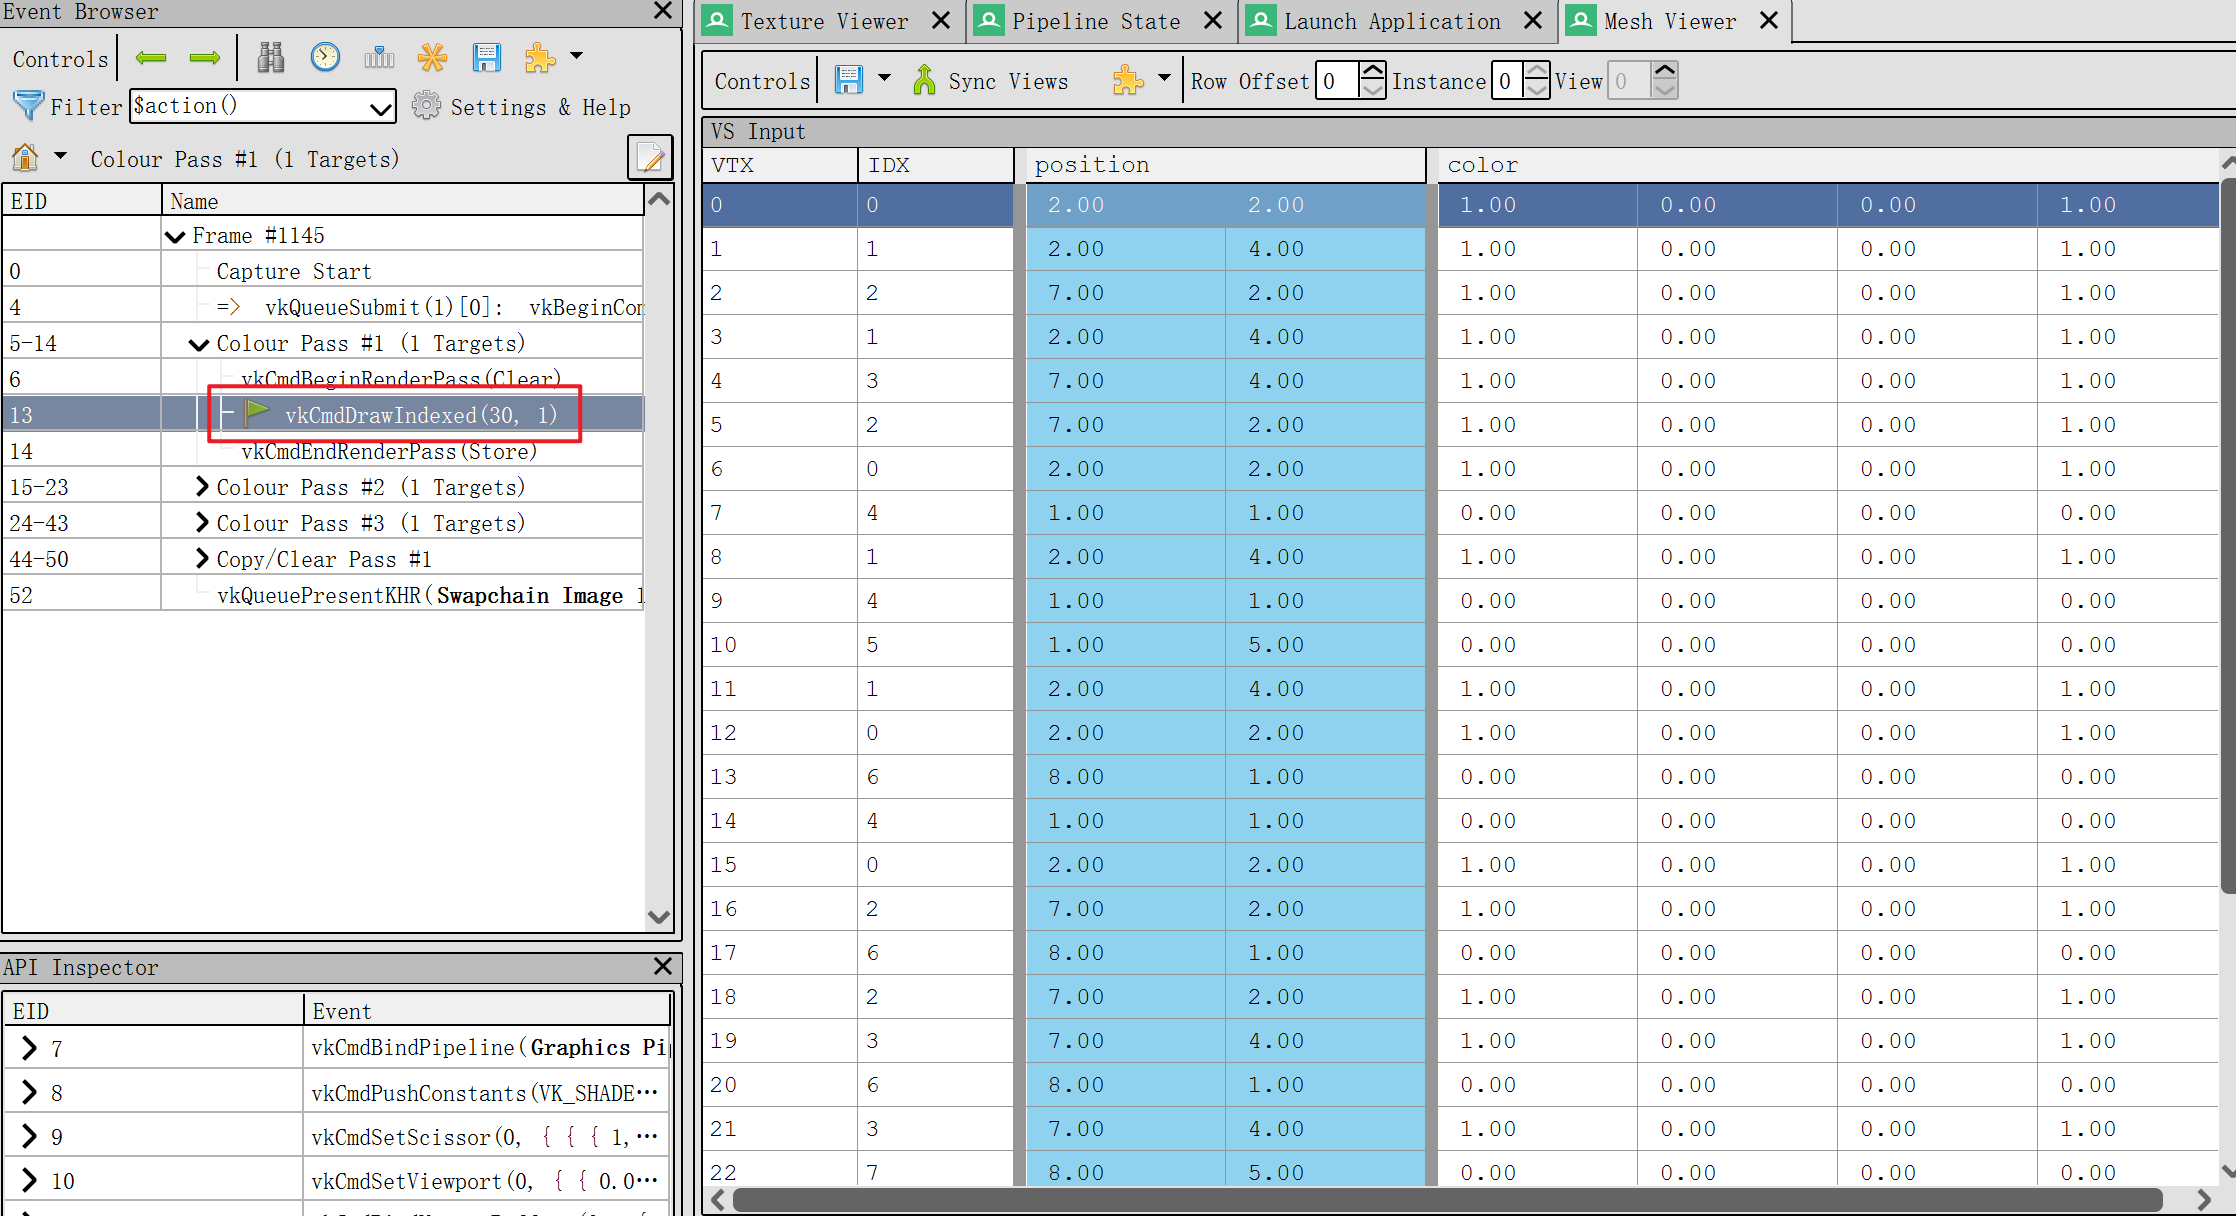 Event Browser
Controls
Filter $action() Settings & Help
Colour Pass #1 (1 Targets)
EID Name
Frame #1145
0 Capture Start
4 => vkQueueSubmit(1)[0]: vkBeginCom
5-14 Colour Pass #1 (1 Targets)
6 vkCmdBeginRenderPass(Clear)
13 vkCmdDrawIndexed(30, 1)
14 vkCmdEndRenderPass(Store)
15-23 Colour Pass #2 (1 Targets)
24-43 Colour Pass #3 (1 Targets)
44-50 Copy/Clear Pass #1
52 vkQueuePresentKHR(Swapchain Image 1
API Inspector
EID Event
7 vkCmdBindPipeline(Graphics Pi
8 vkCmdPushConstants(VK_SHADE…
9 vkCmdSetScissor(0, { { { 1,…
10 vkCmdSetViewport(0, { { 0.0…
Texture Viewer
Pipeline State
Launch Application
Mesh Viewer
Controls Sync Views Row Offset 0 Instance 0 View 0
VS Input
VTX IDX position color
0 0 2.00 2.00 1.00 0.00 0.00 1.00
1 1 2.00 4.00 1.00 0.00 0.00 1.00
2 2 7.00 2.00 1.00 0.00 0.00 1.00
3 1 2.00 4.00 1.00 0.00 0.00 1.00
4 3 7.00 4.00 1.00 0.00 0.00 1.00
5 2 7.00 2.00 1.00 0.00 0.00 1.00
6 0 2.00 2.00 1.00 0.00 0.00 1.00
7 4 1.00 1.00 0.00 0.00 0.00 0.00
8 1 2.00 4.00 1.00 0.00 0.00 1.00
9 4 1.00 1.00 0.00 0.00 0.00 0.00
10 5 1.00 5.00 0.00 0.00 0.00 0.00
11 1 2.00 4.00 1.00 0.00 0.00 1.00
12 0 2.00 2.00 1.00 0.00 0.00 1.00
13 6 8.00 1.00 0.00 0.00 0.00 0.00
14 4 1.00 1.00 0.00 0.00 0.00 0.00
15 0 2.00 2.00 1.00 0.00 0.00 1.00
16 2 7.00 2.00 1.00 0.00 0.00 1.00
17 6 8.00 1.00 0.00 0.00 0.00 0.00
18 2 7.00 2.00 1.00 0.00 0.00 1.00
19 3 7.00 4.00 1.00 0.00 0.00 1.00
20 6 8.00 1.00 0.00 0.00 0.00 0.00
21 3 7.00 4.00 1.00 0.00 0.00 1.00
22 7 8.00 5.00 0.00 0.00 0.00 0.00